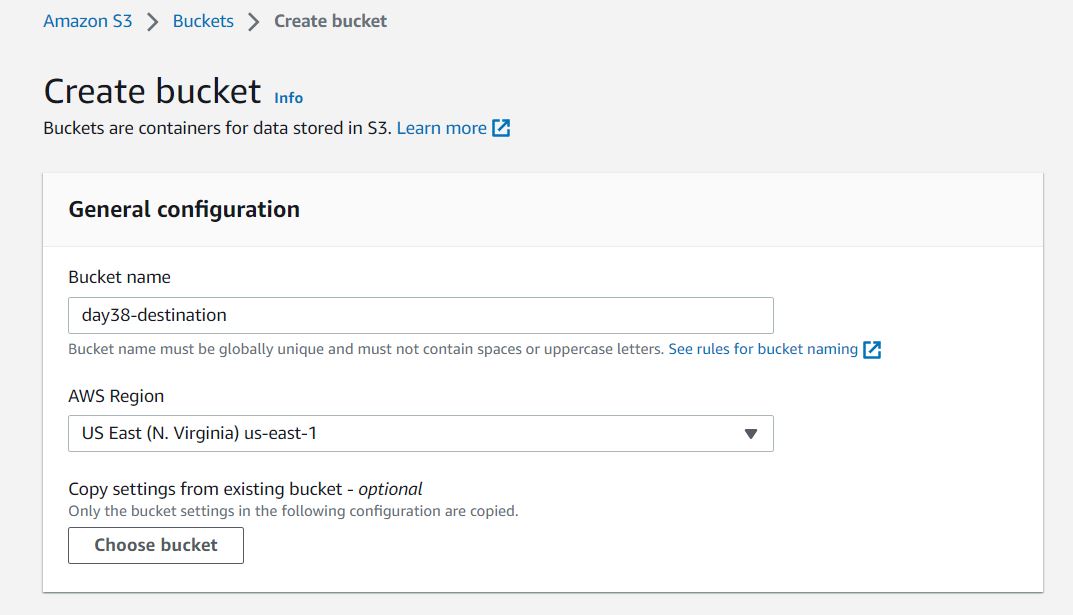 Amazon S3 > Buckets > Create bucket
Create bucket Info
Buckets are containers for data stored in S3. Learn more
General configuration
Bucket name
day38-destination
Bucket name must be globally unique and must not contain spaces or uppercase letters. See rules for bucket naming
AWS Region
US East (N. Virginia) us-east-1
Copy settings from existing bucket - optional
Only the bucket settings in the following configuration are copied.
Choose bucket